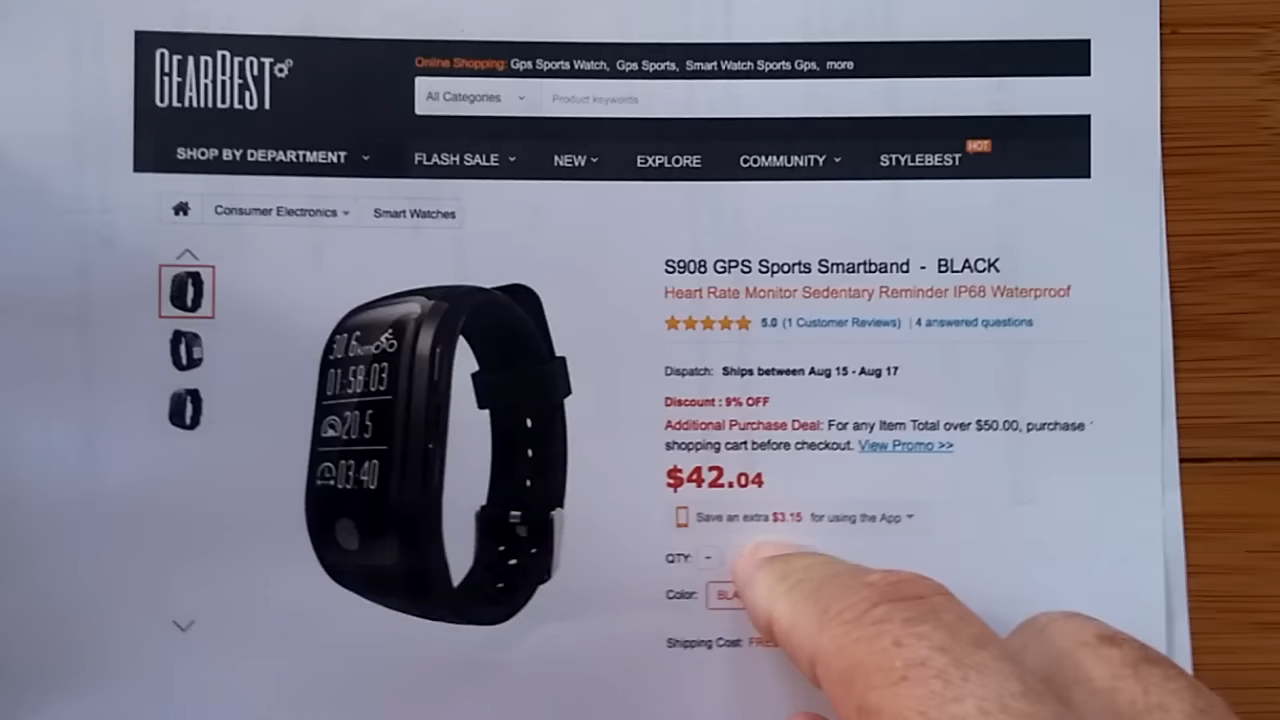 GEARBEST
Online Shopping: Gps Sports Watch, Gps Sports, Smart Watch Sports Gps, more
All Categories Product keywords
SHOP BY DEPARTMENT FLASH SALE NEW EXPLORE COMMUNITY STYLEBEST HOT
Consumer Electronics Smart Watches
S908 GPS Sports Smartband - BLACK
Heart Rate Monitor Sedentary Reminder IP68 Waterproof
5.0 (1 Customer Reviews) | 4 answered questions
30.6km
01:58:03
20.5
03:40
Dispatch: Ships between Aug 15 - Aug 17
Discount : 9% OFF
Additional Purchase Deal: For any Item Total over $50.00, purchase
shopping cart before checkout. View Promo >>
$42.04
Save an extra $3.15 for using the App
QTY: -
Color: BLA
Shipping Cost: FRE